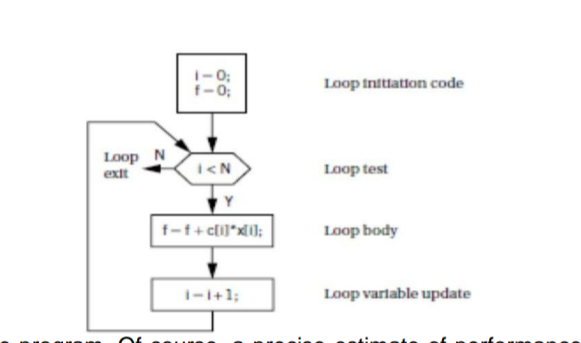 i = 0;
f = 0;
Loop initiation code
Loop N
exit
i < N
Loop test
Y
f = f + c[i]*x[i];
Loop body
i = i+1;
Loop variable update
program. Of course, a precise estimate of performance